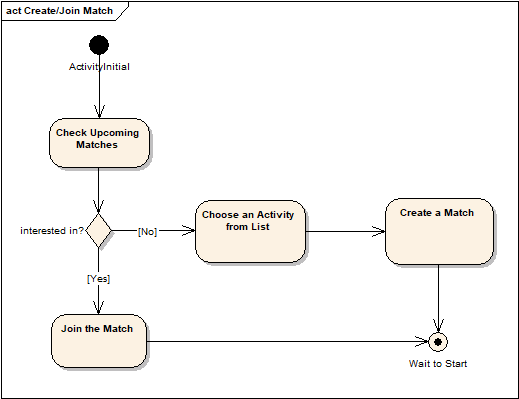 act Create/Join Match
ActivityInitial
Check Upcoming
Matches
interested in?
[No]
Choose an Activity
from List
Create a Match
[Yes]
Join the Match
Wait to Start